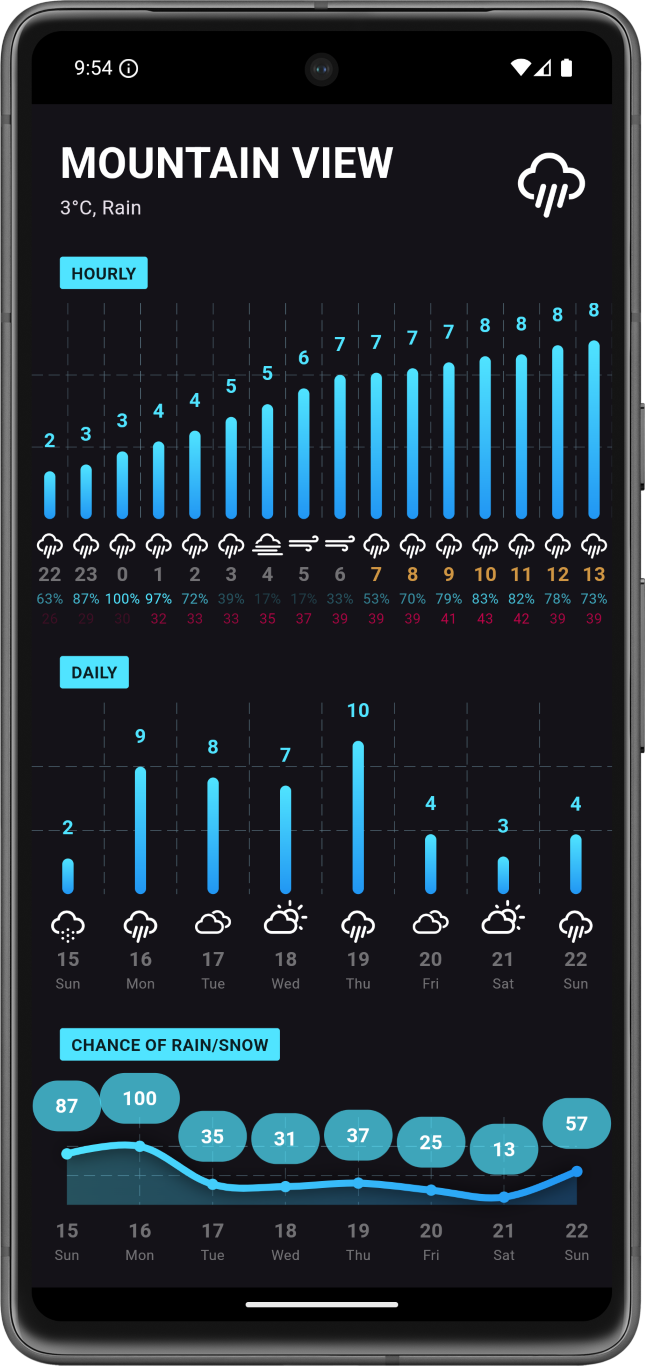 9:54
MOUNTAIN VIEW
3°C, Rain
HOURLY
2 3 3 4 4 5 5 6 7 7 7 7 8 8 8 8
22 23 0 1 2 3 4 5 6 7 8 9 10 11 12 13
63% 87% 100% 97% 72% 39% 17% 17% 33% 53% 70% 79% 83% 82% 78% 73%
26 29 30 32 33 33 35 37 39 39 39 41 43 42 39 39
DAILY
2 9 8 7 10 4 3 4
15 16 17 18 19 20 21 22
Sun Mon Tue Wed Thu Fri Sat Sun
CHANCE OF RAIN/SNOW
87 100 35 31 37 25 13 57
15 16 17 18 19 20 21 22
Sun Mon Tue Wed Thu Fri Sat Sun